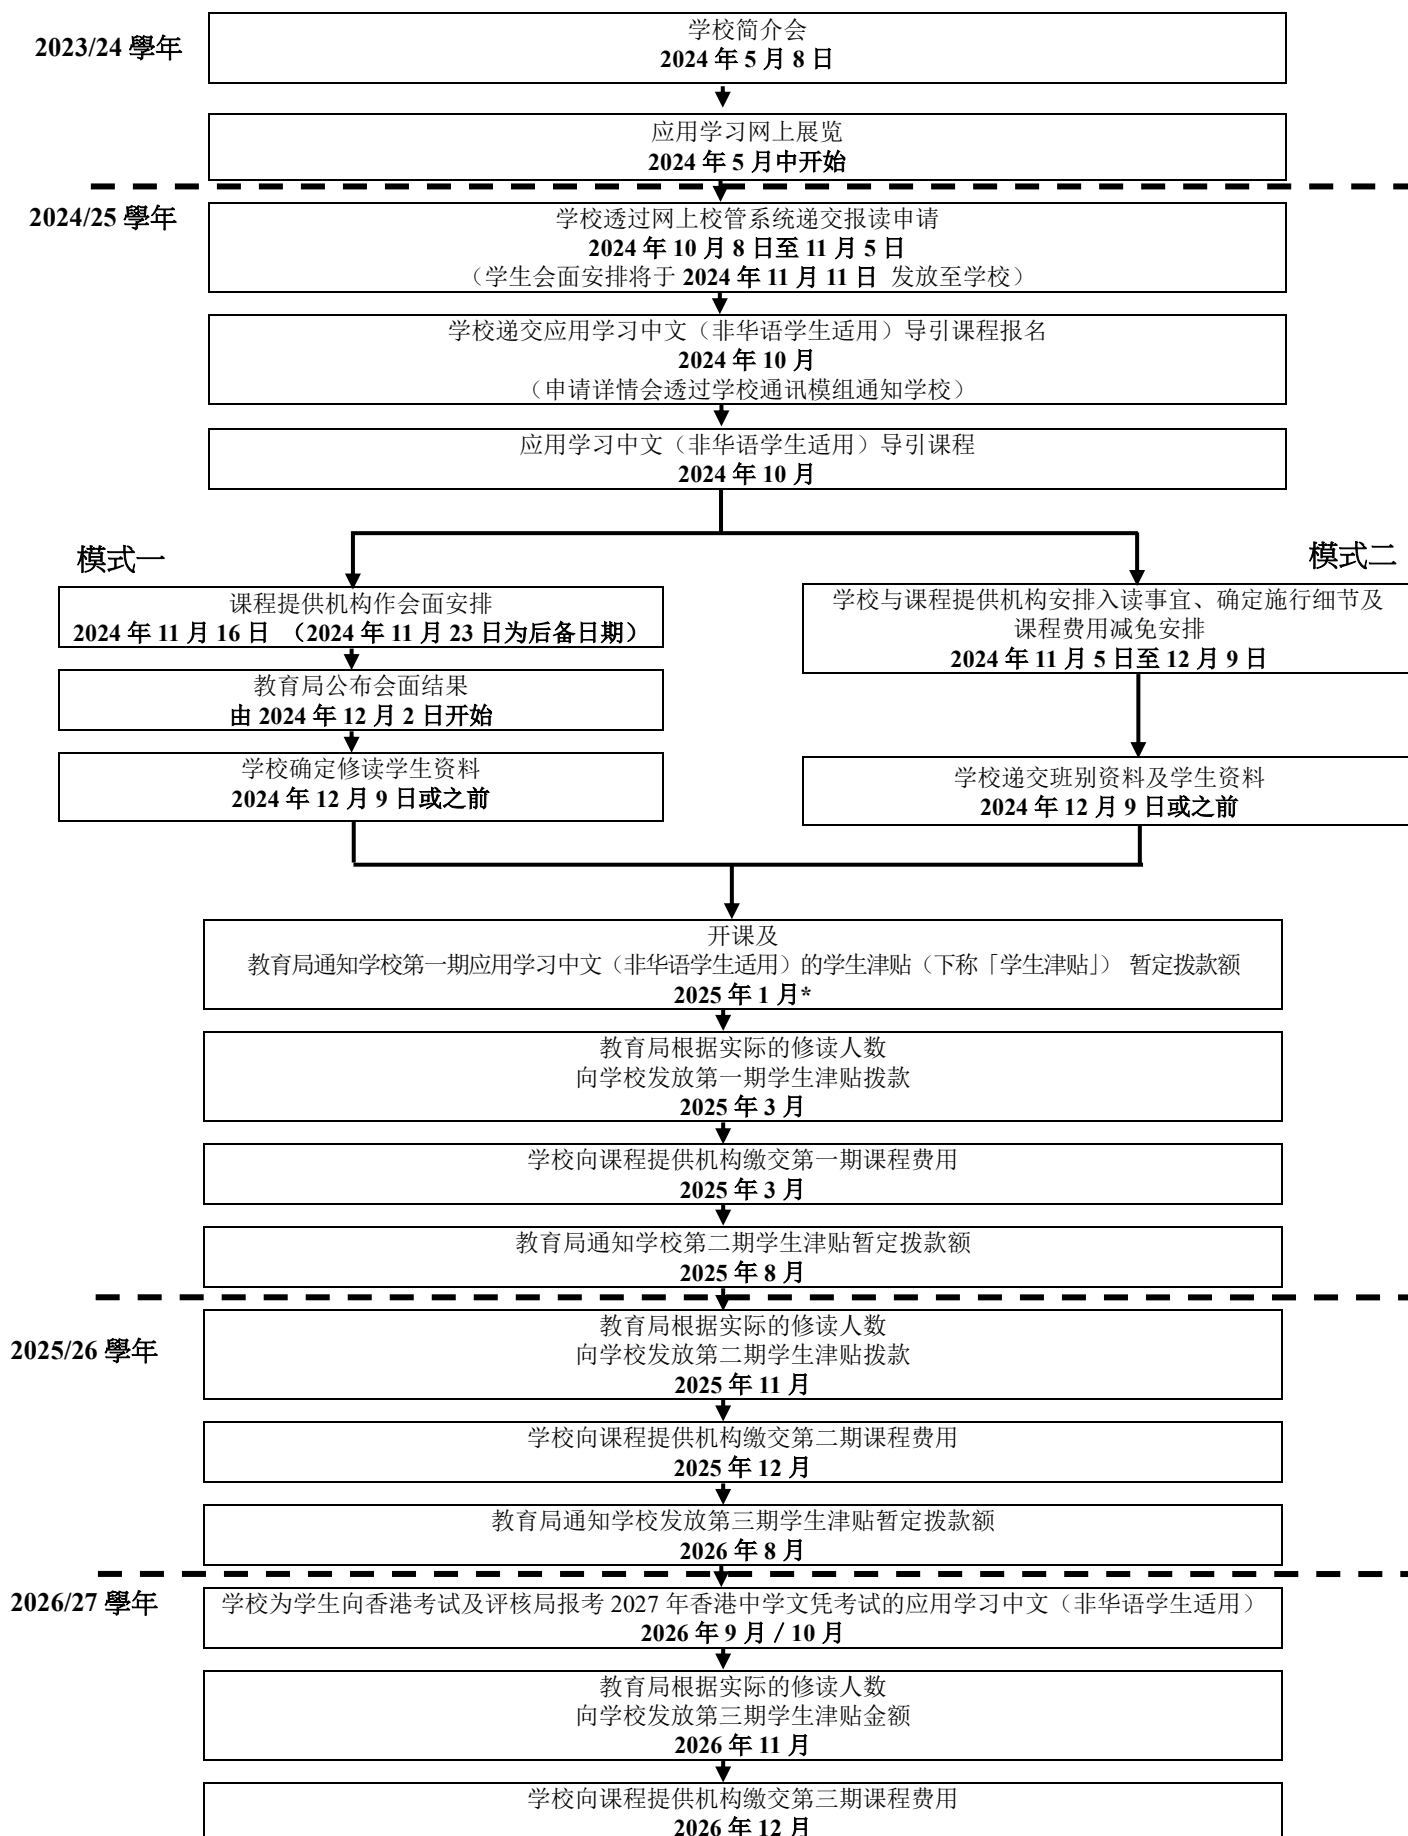 2023/24 學年
学校简介会
2024 年 5 月 8 日
应用学习网上展览
2024 年 5 月中开始
2024/25 學年
学校透过网上校管系统递交报读申请
2024 年 10 月 8 日至 11 月 5 日
（学生会面安排将于 2024 年 11 月 11 日 发放至学校）
学校递交应用学习中文（非华语学生适用）导引课程报名
2024 年 10 月
（申请详情会透过学校通讯模组通知学校）
应用学习中文（非华语学生适用）导引课程
2024 年 10 月
模式一
课程提供机构作会面安排
2024 年 11 月 16 日 （2024 年 11 月 23 日为后备日期）
教育局公布会面结果
由 2024 年 12 月 2 日开始
学校确定修读学生资料
2024 年 12 月 9 日或之前
模式二
学校与课程提供机构安排入读事宜、确定施行细节及
课程费用减免安排
2024 年 11 月 5 日至 12 月 9 日
学校递交班别资料及学生资料
2024 年 12 月 9 日或之前
开课及
教育局通知学校第一期应用学习中文（非华语学生适用）的学生津贴（下称「学生津贴」） 暂定拨款额
2025 年 1 月*
教育局根据实际的修读人数
向学校发放第一期学生津贴拨款
2025 年 3 月
学校向课程提供机构缴交第一期课程费用
2025 年 3 月
教育局通知学校第二期学生津贴暂定拨款额
2025 年 8 月
2025/26 學年
教育局根据实际的修读人数
向学校发放第二期学生津贴拨款
2025 年 11 月
学校向课程提供机构缴交第二期课程费用
2025 年 12 月
教育局通知学校发放第三期学生津贴暂定拨款额
2026 年 8 月
2026/27 學年
学校为学生向香港考试及评核局报考 2027 年香港中学文凭考试的应用学习中文（非华语学生适用）
2026 年 9 月 / 10 月
教育局根据实际的修读人数
向学校发放第三期学生津贴金额
2026 年 11 月
学校向课程提供机构缴交第三期课程费用
2026 年 12 月